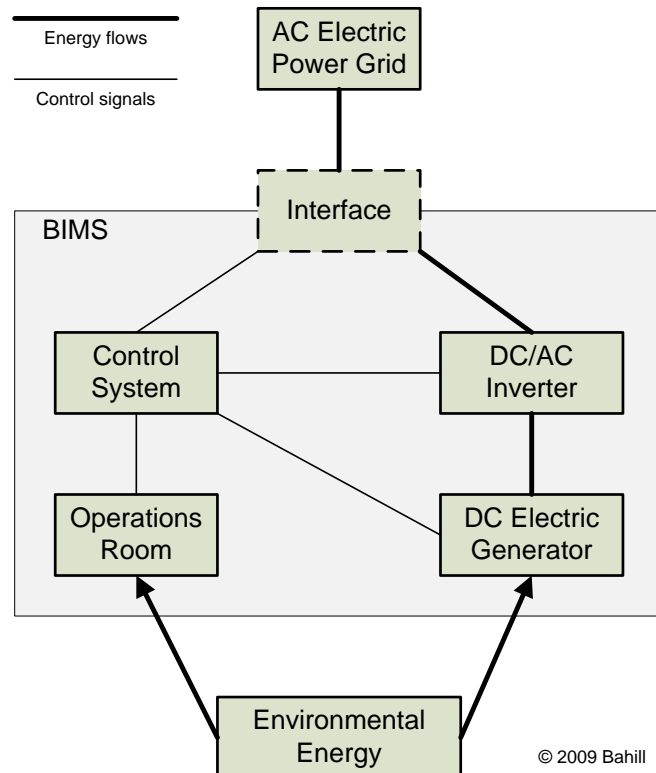 Energy flows
Control signals
AC Electric
Power Grid
Interface
BIMS
Control
System
DC/AC
Inverter
Operations
Room
DC Electric
Generator
Environmental
Energy
© 2009 Bahill